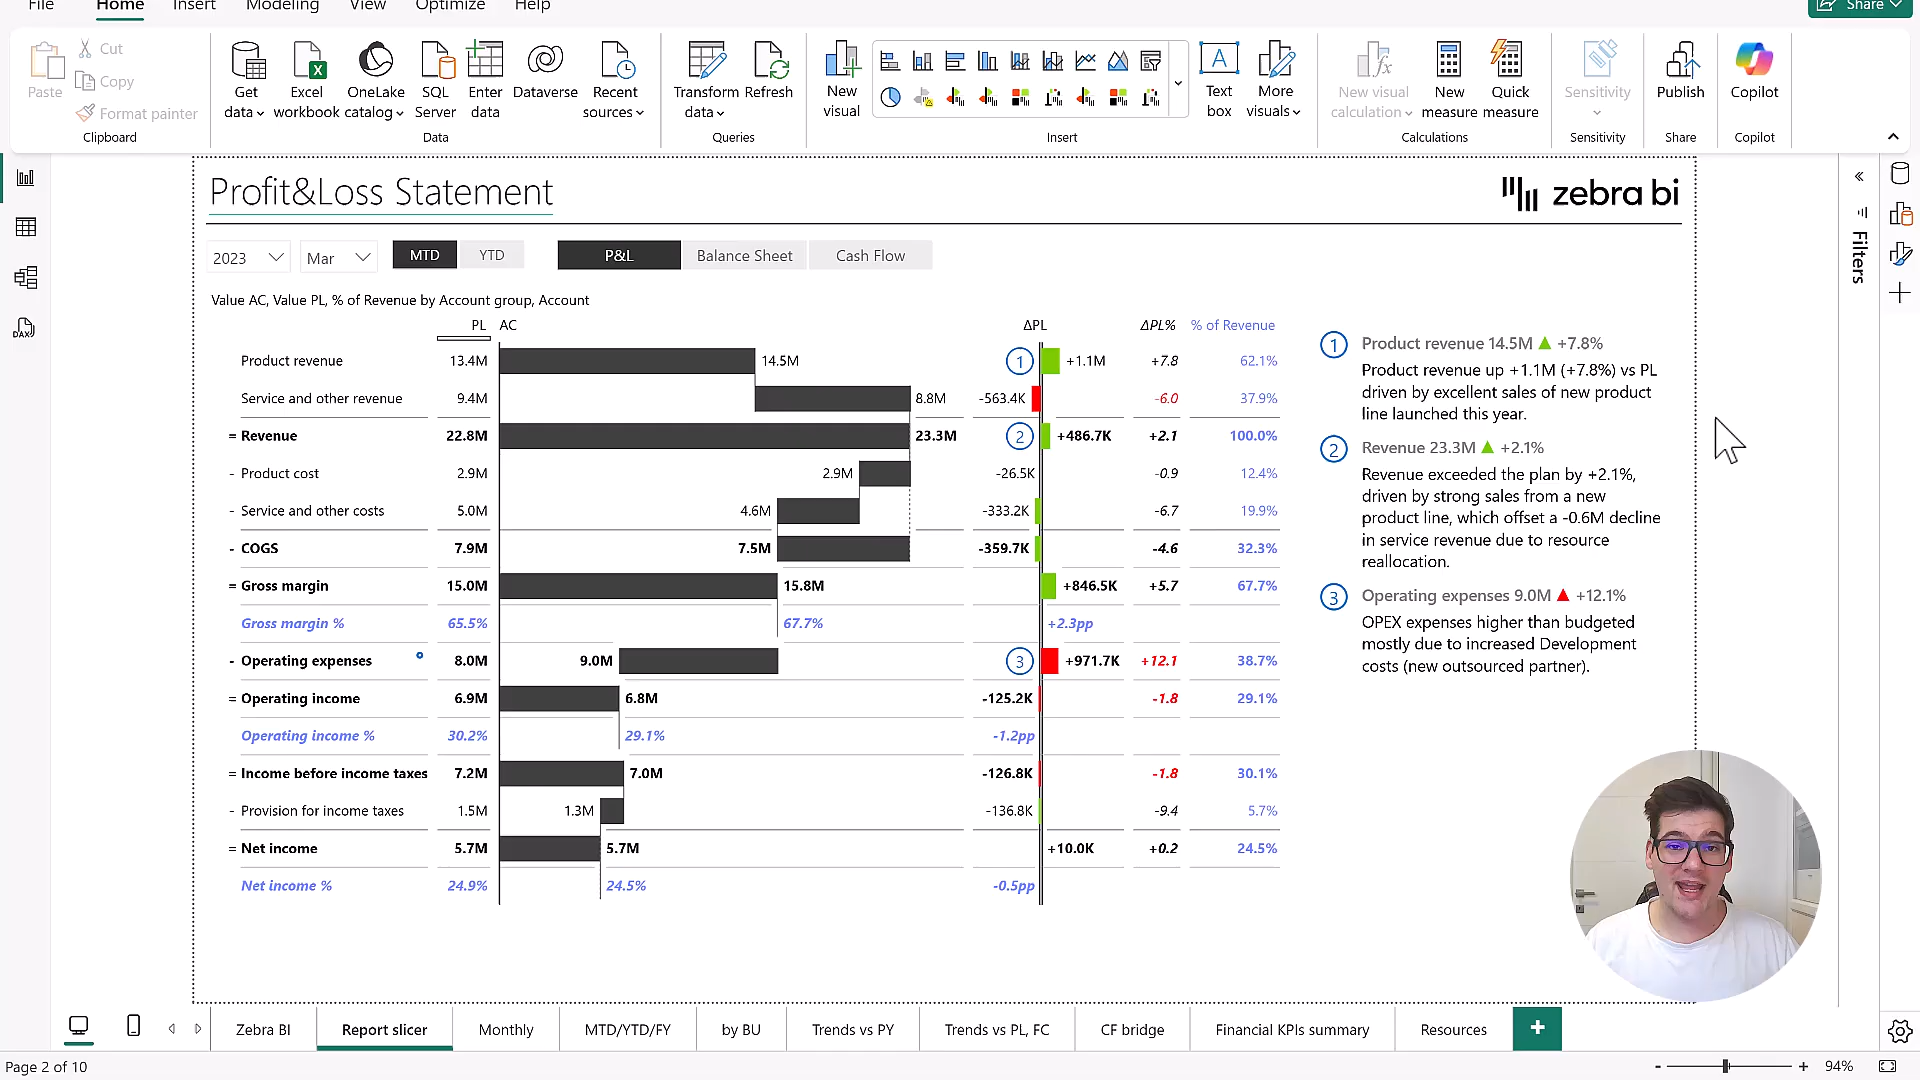 File Home Insert Modeling View Optimize Help Share
Paste
Cut
Copy
Format painter
Clipboard
Get data
Excel workbook
OneLake catalog
SQL Server
Enter data
Dataverse
Recent sources
Data
Transform data
Refresh
Queries
New visual
Text box
More visuals
Insert
New visual calculation
New measure
Quick measure
Calculations
Sensitivity
Sensitivity
Publish
Share
Copilot
Copilot
Profit&Loss Statement
zebra bi
2023 Mar MTD YTD P&L Balance Sheet Cash Flow
Filters
Value AC, Value PL, % of Revenue by Account group, Account
PL AC ΔPL ΔPL% % of Revenue
Product revenue 13.4M 14.5M 1 +1.1M +7.8 62.1%
Service and other revenue 9.4M 8.8M -563.4K -6.0 37.9%
= Revenue 22.8M 23.3M 2 +486.7K +2.1 100.0%
- Product cost 2.9M 2.9M -26.5K -0.9 12.4%
- Service and other costs 5.0M 4.6M -333.2K -6.7 19.9%
- COGS 7.9M 7.5M -359.7K -4.6 32.3%
= Gross margin 15.0M 15.8M +846.5K +5.7 67.7%
Gross margin % 65.5% 67.7% +2.3pp
- Operating expenses 8.0M 9.0M 3 +971.7K +12.1 38.7%
= Operating income 6.9M 6.8M -125.2K -1.8 29.1%
Operating income % 30.2% 29.1% -1.2pp
= Income before income taxes 7.2M 7.0M -126.8K -1.8 30.1%
- Provision for income taxes 1.5M 1.3M -136.8K -9.4 5.7%
= Net income 5.7M 5.7M +10.0K +0.2 24.5%
Net income % 24.9% 24.5% -0.5pp
1 Product revenue 14.5M ▲ +7.8%
Product revenue up +1.1M (+7.8%) vs PL
driven by excellent sales of new product
line launched this year.
2 Revenue 23.3M ▲ +2.1%
Revenue exceeded the plan by +2.1%,
driven by strong sales from a new
product line, which offset a -0.6M decline
in service revenue due to resource
reallocation.
3 Operating expenses 9.0M ▲ +12.1%
OPEX expenses higher than budgeted
mostly due to increased Development
costs (new outsourced partner).
Zebra BI Report slicer Monthly MTD/YTD/FY by BU Trends vs PY Trends vs PL, FC CF bridge Financial KPIs summary Resources +
Page 2 of 10
- + 94%
DAX